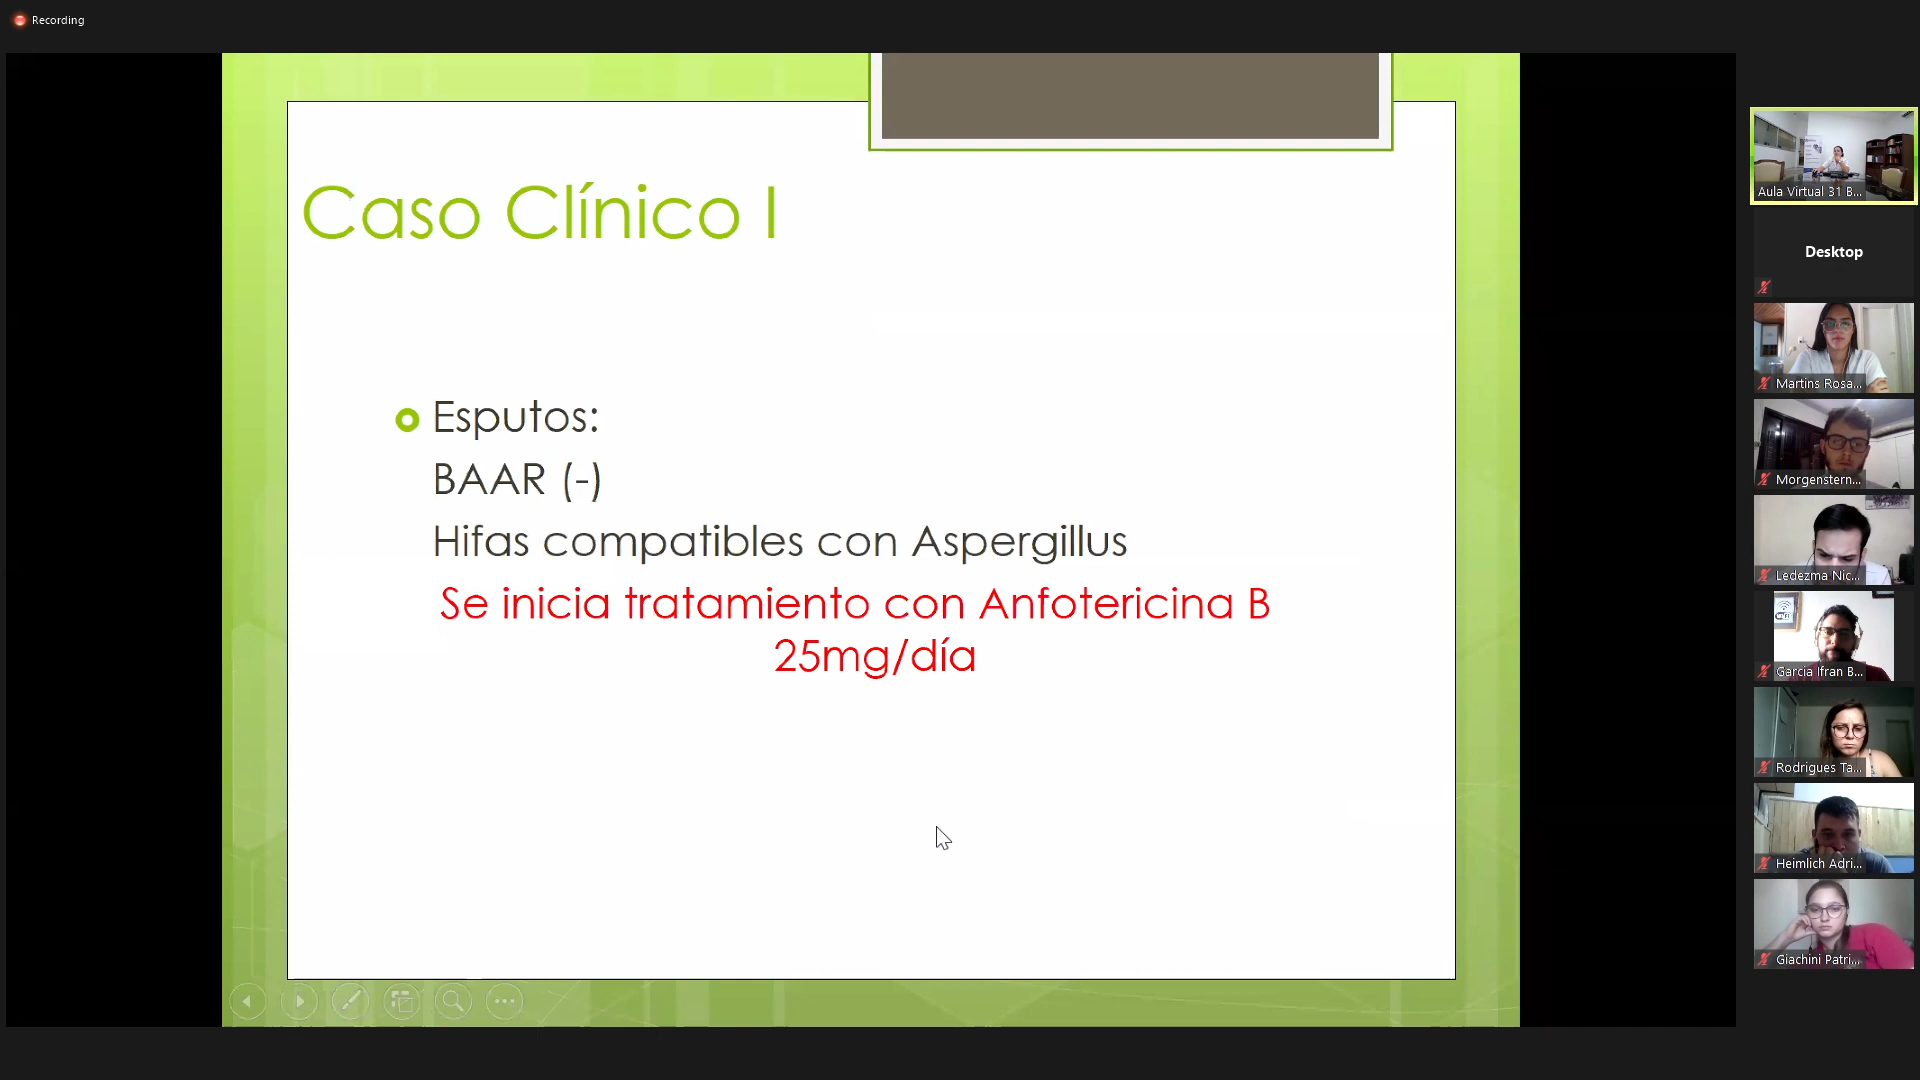 Recording
Caso Clínico I
Esputos:
BAAR (-)
Hifas compatibles con Aspergillus
Se inicia tratamiento con Anfotericina B
25mg/día
Aula Virtual 31 B...
Desktop
Martins Rosa...
Morgenstern...
Ledezma Nic...
Garcia Ifran B...
Rodrigues Ta...
Heimlich Adri...
Giachini Patri...